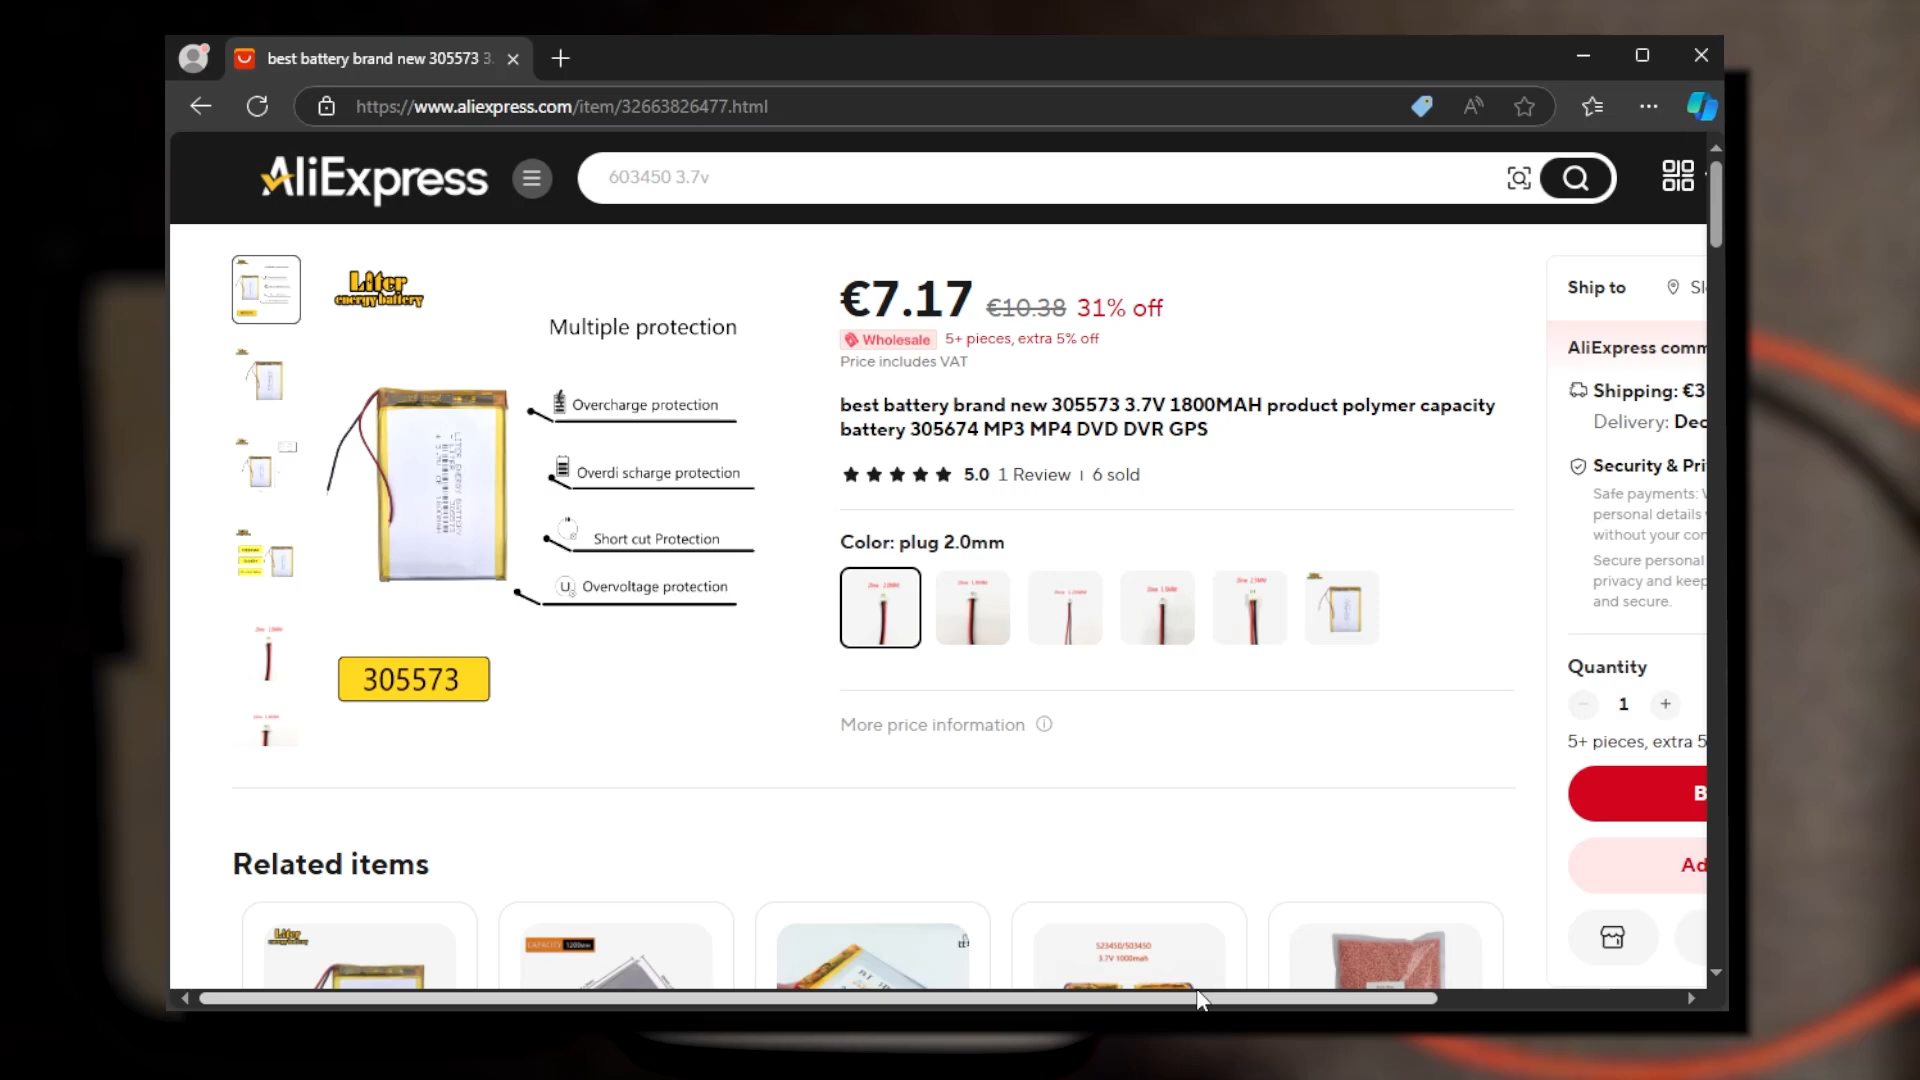 best battery brand new 305573 3.
https://www.aliexpress.com/item/32663826477.html
AliExpress
603450 3.7v
Liter
energy battery
Multiple protection
Overcharge protection
Overdi scharge protection
Short cut Protection
Overvoltage protection
305573
€7.17 €10.38 31% off
Wholesale 5+ pieces, extra 5% off
Price includes VAT
best battery brand new 305573 3.7V 1800MAH product polymer capacity
battery 305674 MP3 MP4 DVD DVR GPS
5.0 1 Review | 6 sold
Color: plug 2.0mm
More price information
Ship to
AliExpress comm
Shipping: €3
Delivery: Dec
Security & Pri
Safe payments:
personal details
without your con
Secure personal
privacy and keep
and secure.
Quantity
1
5+ pieces, extra 5
B
Ad
Related items
Liter
energy battery
CAPACITY 1200mAh
523450/503450
3.7V 1000mah